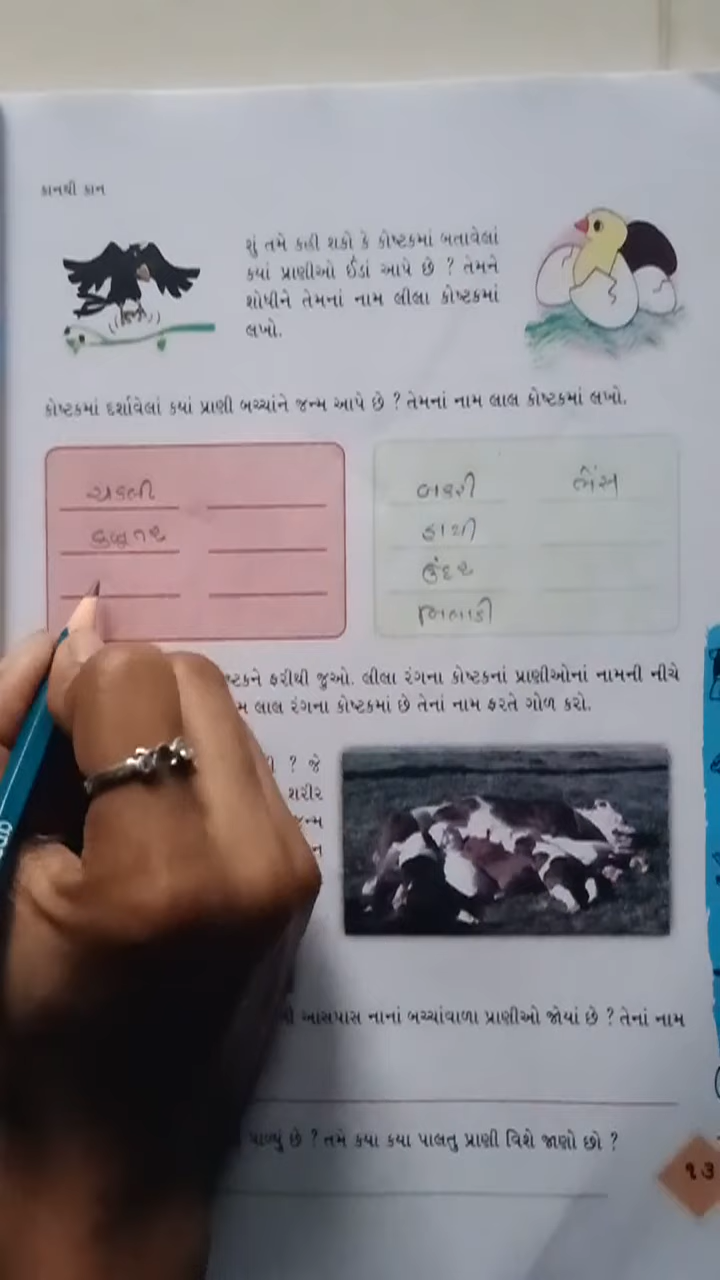 કાનથી કાન
શું તમે કહી શકો કે કોષ્ટકમાં બતાવેલાં
કયાં પ્રાણીઓ ઈંડાં આપે છે ? તેમને
શોધીને તેમનાં નામ લીલા કોષ્ટકમાં
લખો.
કોષ્ટકમાં દર્શાવેલાં કયાં પ્રાણી બચ્ચાંને જન્મ આપે છે ? તેમનાં નામ લાલ કોષ્ટકમાં લખો.
ચકલી
કબુતર
બકરી ભેંસ
હાથી
ઉંદર
બિલાડી
ષ્ટકને ફરીથી જુઓ. લીલા રંગના કોષ્ટકનાં પ્રાણીઓનાં નામની નીચે
મ લાલ રંગના કોષ્ટકમાં છે તેનાં નામ ફરતે ગોળ કરો.
? જે
શરીર
ન્મ
ન
આસપાસ નાનાં બચ્ચાંવાળા પ્રાણીઓ જોયાં છે ? તેનાં નામ
પાળ્યું છે ? તમે કયા કયા પાલતુ પ્રાણી વિશે જાણો છો ?
૧૩